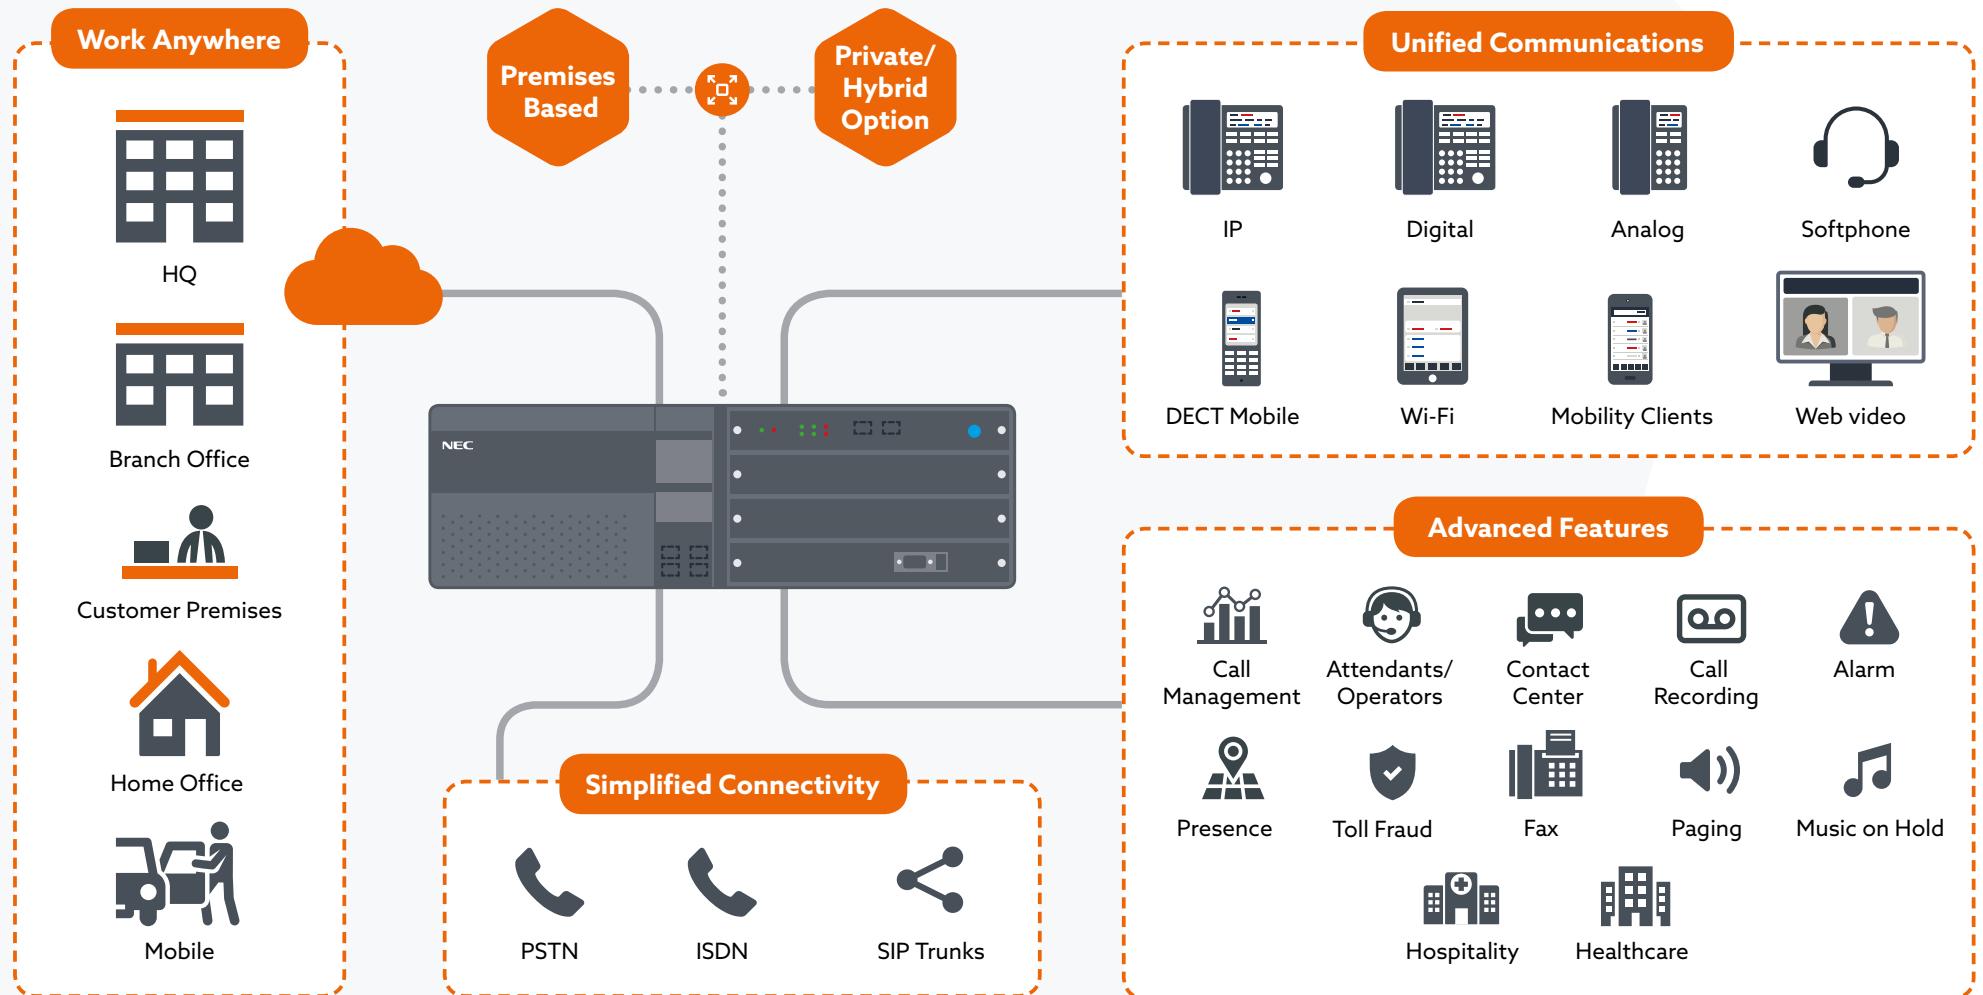 Work Anywhere
HQ
Branch Office
Customer Premises
Home Office
Mobile
Premises
Based
Private/
Hybrid
Option
NEC
Simplified Connectivity
PSTN
ISDN
SIP Trunks
Unified Communications
IP
Digital
Analog
Softphone
DECT Mobile
Wi-Fi
Mobility Clients
Web video
Advanced Features
Call
Management
Attendants/
Operators
Contact
Center
Call
Recording
Alarm
Presence
Toll Fraud
Fax
Paging
Music on Hold
Hospitality
Healthcare